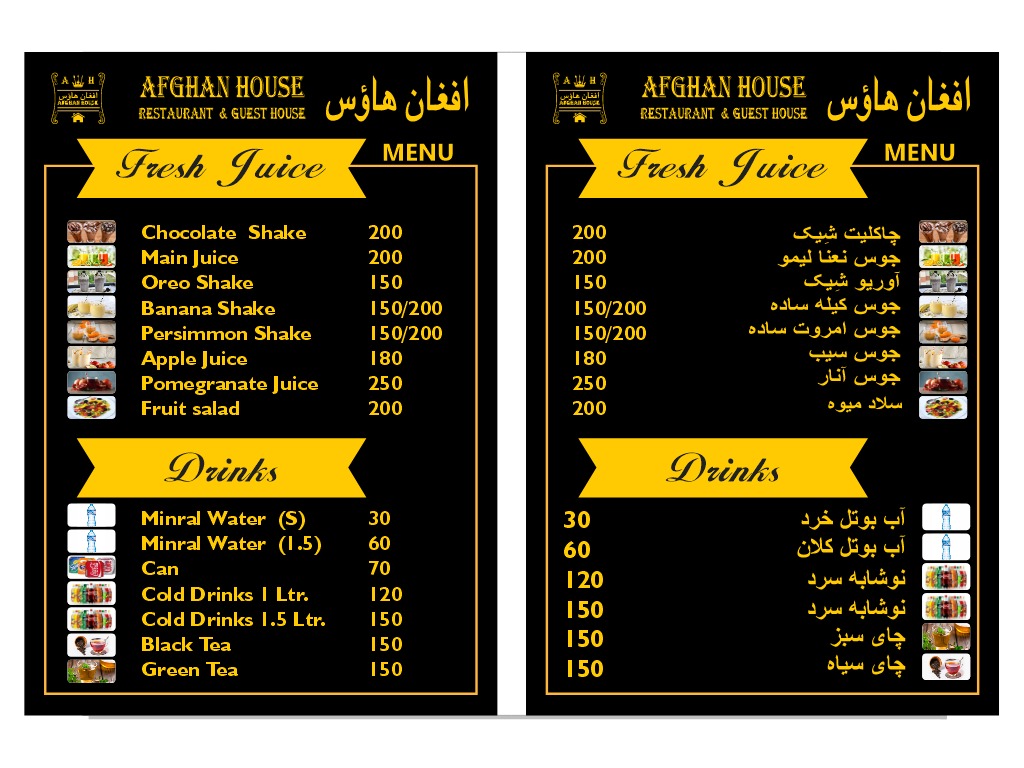 A H
افغان هاؤس
AFGHAN HOUSE
AFGHAN HOUSE
RESTAURANT & GUEST HOUSE
افغان هاؤس
MENU
Fresh Juice
Chocolate Shake 200
Main Juice 200
Oreo Shake 150
Banana Shake 150/200
Persimmon Shake 150/200
Apple Juice 180
Pomegranate Juice 250
Fruit salad 200
Drinks
Minral Water (S) 30
Minral Water (1.5) 60
Can 70
Cold Drinks 1 Ltr. 120
Cold Drinks 1.5 Ltr. 150
Black Tea 150
Green Tea 150
A H
افغان هاؤس
AFGHAN HOUSE
AFGHAN HOUSE
RESTAURANT & GUEST HOUSE
افغان هاؤس
MENU
Fresh Juice
چاکلیت شِیک 200
جوس نعنا لیمو 200
آوریو شِیک 150
جوس کیله ساده 150/200
جوس امروت ساده 150/200
جوس سیب 180
جوس آنار 250
سلاد میوه 200
Drinks
آب بوتل خرد 30
آب بوتل کلان 60
نوشابه سرد 120
نوشابه سرد 150
چای سبز 150
چای سیاه 150